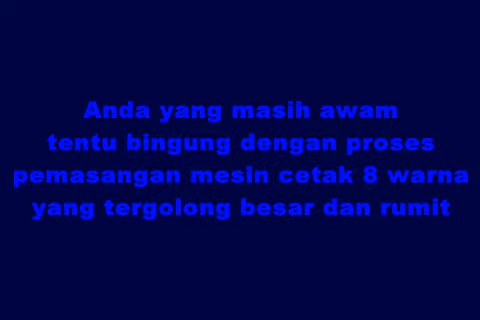 Anda yang masih awam
tentu bingung dengan proses
pemasangan mesin cetak 8 warna
yang tergolong besar dan rumit